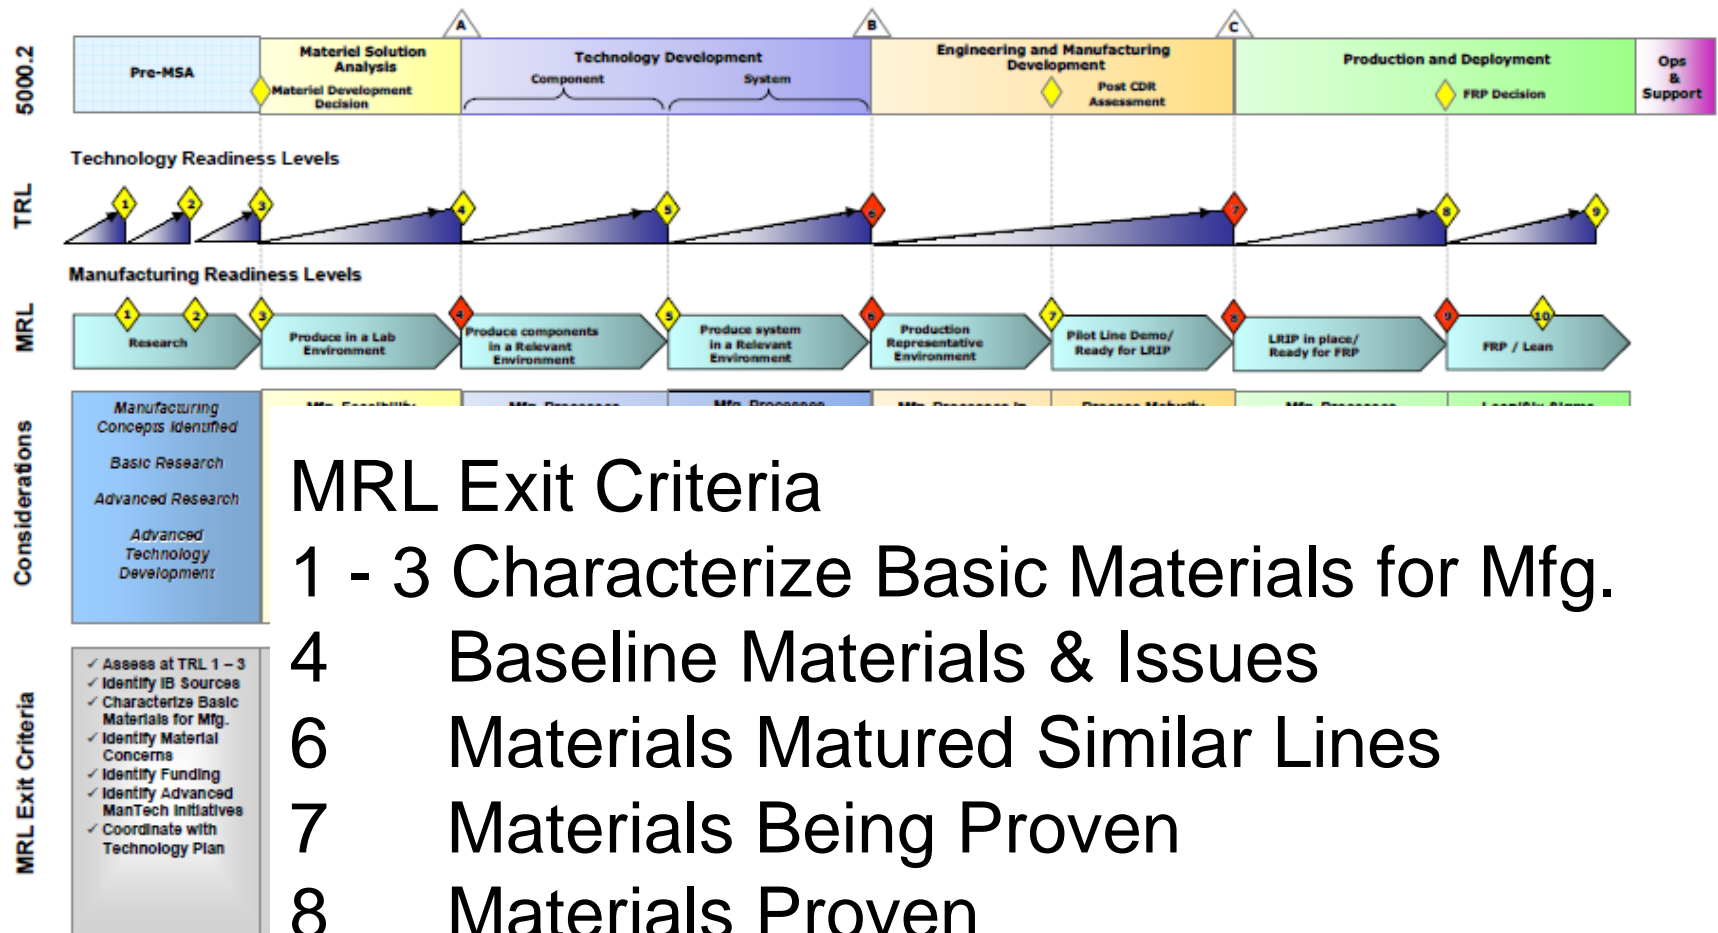 A
B
C
5000.2
Pre-MSA
Materiel Solution
Analysis
Materiel Development
Decision
Technology Development
Component
System
Engineering and Manufacturing
Development
Post CDR
Assessment
Production and Deployment
FRP Decision
Ops
&
Support
Technology Readiness Levels
TRL
1
2
3
4
5
6
7
8
9
Manufacturing Readiness Levels
MRL
1
2
3
4
5
6
7
8
9
10
Research
Produce in a Lab
Environment
Produce components
in a Relevant
Environment
Produce system
in a Relevant
Environment
Production
Representative
Environment
Pilot Line Demo/
Ready for LRIP
LRIP in place/
Ready for FRP
FRP / Lean
Considerations
Manufacturing
Concepts Identified
Basic Research
Advanced Research
Advanced
Technology
Development
MRL Exit Criteria
1 - 3 Characterize Basic Materials for Mfg.
4 Baseline Materials & Issues
6 Materials Matured Similar Lines
7 Materials Being Proven
8 Materials Proven
MRL Exit Criteria
✓ Assess at TRL 1 – 3
✓ Identify IB Sources
✓ Characterize Basic
Materials for Mfg.
✓ Identify Material
Concerns
✓ Identify Funding
✓ Identify Advanced
ManTech Initiatives
✓ Coordinate with
Technology Plan